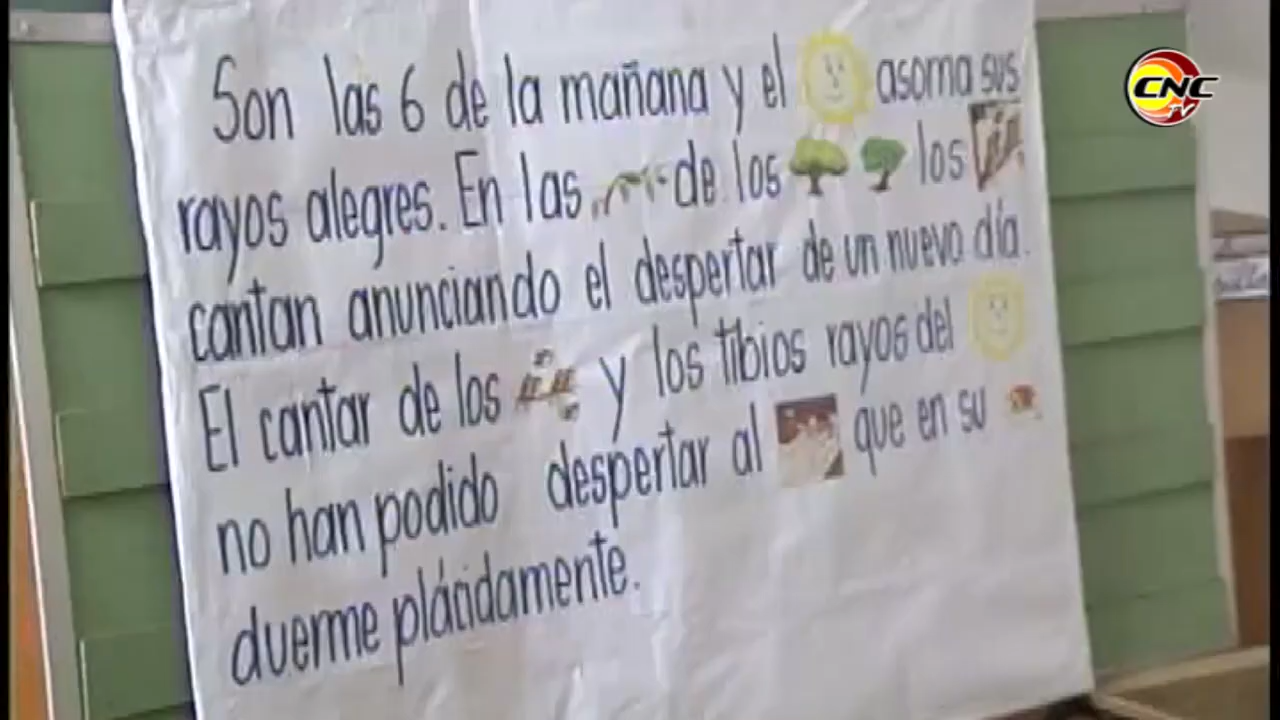 Son las 6 de la mañana y el asoma sus
rayos alegres. En las de los los
cantan anunciando el despertar de un nuevo día.
El cantar de los y los tibios rayos del
no han podido despertar al que en su
duerme plácidamente.
CNC
TV